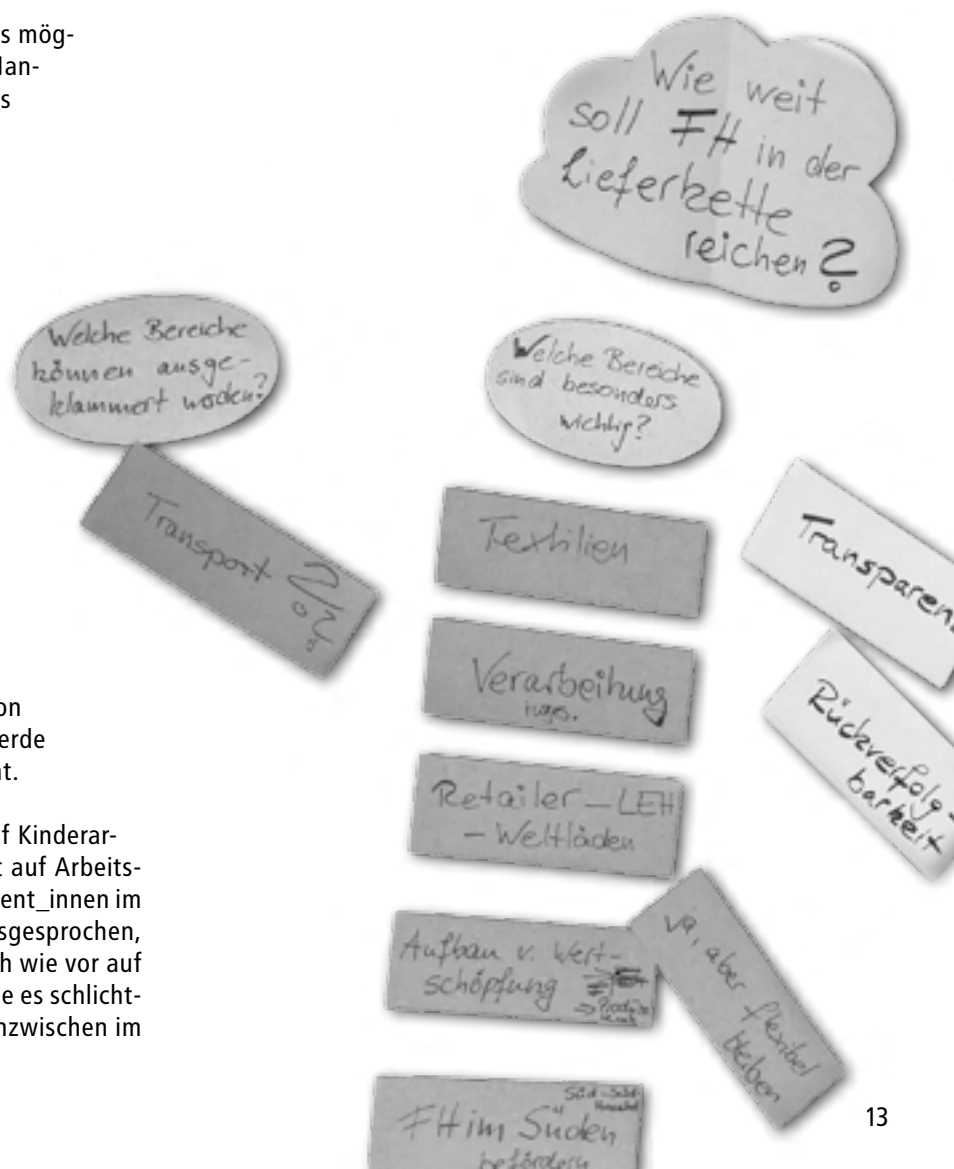 s mög-
lan-
s
on
erde
nt.
f Kinderar-
t auf Arbeits-
ent_innen im
sgesprochen,
h wie vor auf
e es schlicht-
nzwischen im
Wie weit
soll FH in der
Lieferkette
reichen?
Welche Bereiche
können ausge-
klammert werden?
Transport ??
Welche Bereiche
sind besonders
wichtig?
Textilien
Verarbeitung
insges.
Retailer – LEH
– Weltläden
Aufbau v. Wert-
schöpfung
ja, aber flexibel
bleiben
FH im Süden
befördern
Süd-Süd-
Transparen
Rückverfolg-
barkeit
13